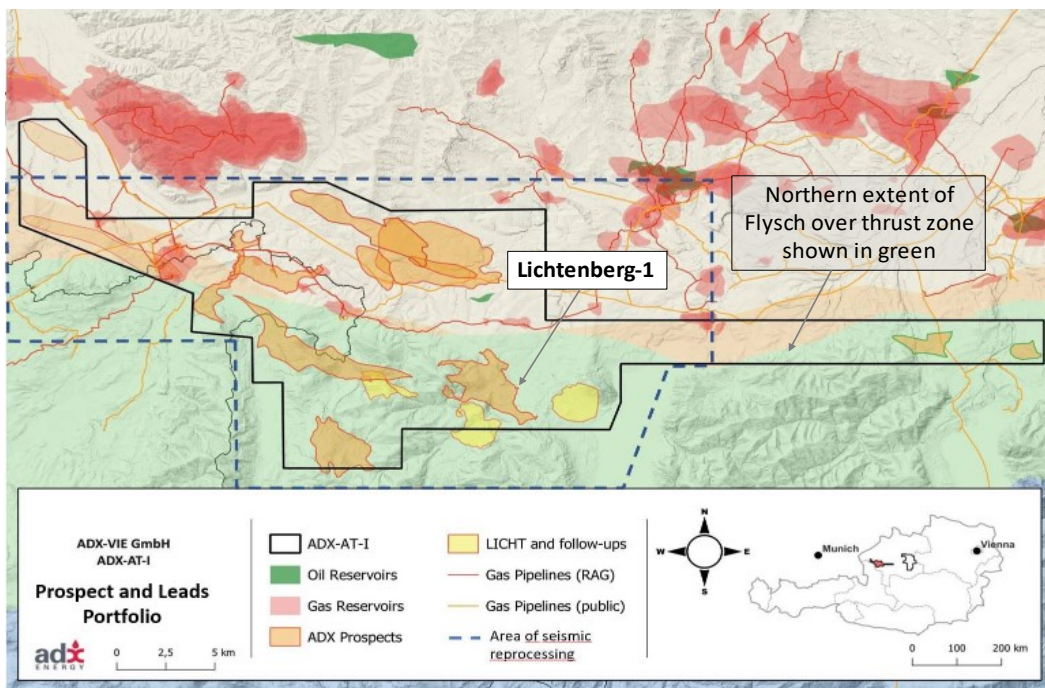 Northern extent of
Flysch over thrust zone
shown in green
Lichtenberg-1
ADX-VIE GmbH
ADX-AT-I
Prospect and Leads
Portfolio
adx
ENERGY
0 2,5 5 km
ADX-AT-I
Oil Reservoirs
Gas Reservoirs
ADX Prospects
LICHT and follow-ups
Gas Pipelines (RAG)
Gas Pipelines (public)
Area of seismic
reprocessing
N
W E
S
Munich
Vienna
0 100 200 km